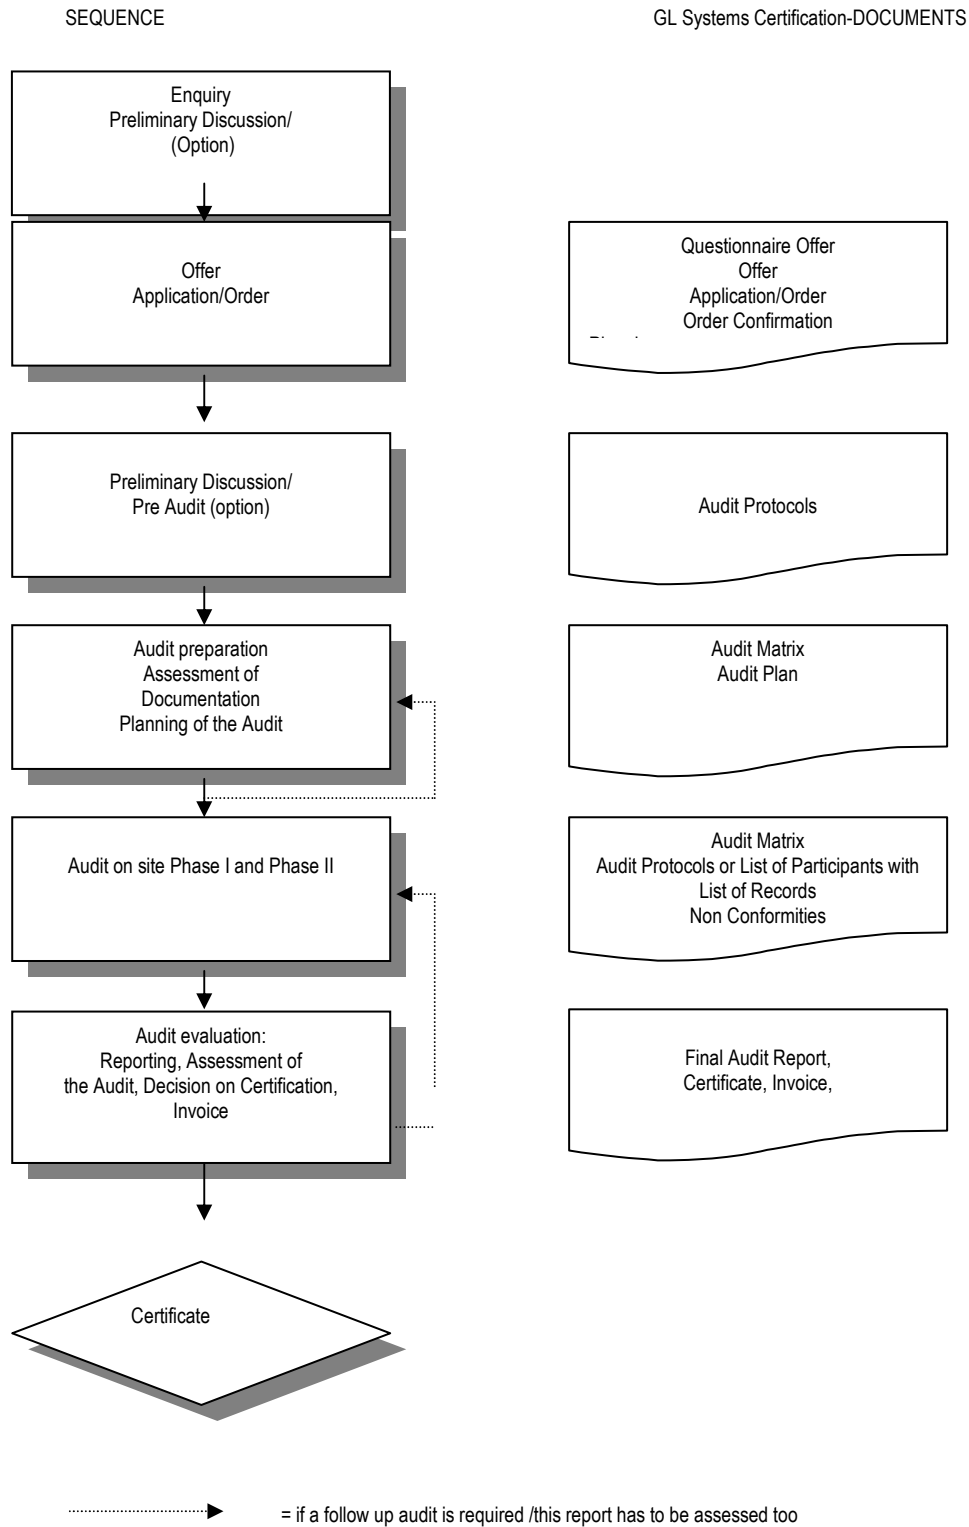 SEQUENCE
GL Systems Certification-DOCUMENTS
Enquiry
Preliminary Discussion/
(Option)
Offer
Application/Order
Questionnaire Offer
Offer
Application/Order
Order Confirmation
Preliminary Discussion/
Pre Audit (option)
Audit Protocols
Audit preparation
Assessment of
Documentation
Planning of the Audit
Audit Matrix
Audit Plan
Audit on site Phase I and Phase II
Audit Matrix
Audit Protocols or List of Participants with
List of Records
Non Conformities
Audit evaluation:
Reporting, Assessment of
the Audit, Decision on Certification,
Invoice
Final Audit Report,
Certificate, Invoice,
Certificate
= if a follow up audit is required /this report has to be assessed too